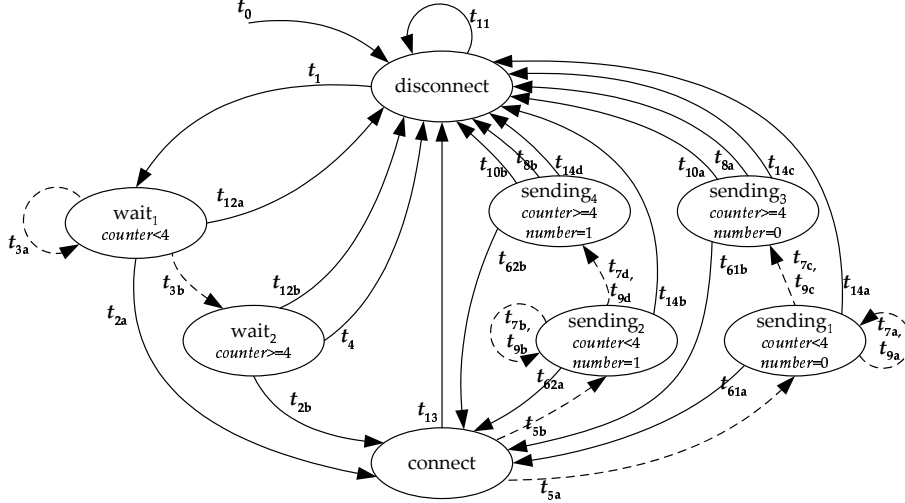 t0
t11
t1
disconnect
t10b
t8b
t14d
t10a
t8a
t14c
wait1
counter<4
t12a
sending4
counter>=4
number=1
sending3
counter>=4
number=0
t3a
t3b
t62b
t61b
t7d,
t9d
t7c,
t9c
t2a
t12b
t14b
t14a
wait2
counter>=4
t4
t7b,
t9b
sending2
counter<4
number=1
sending1
counter<4
number=0
t7a,
t9a
t62a
t61a
t2b
t13
t5b
connect
t5a